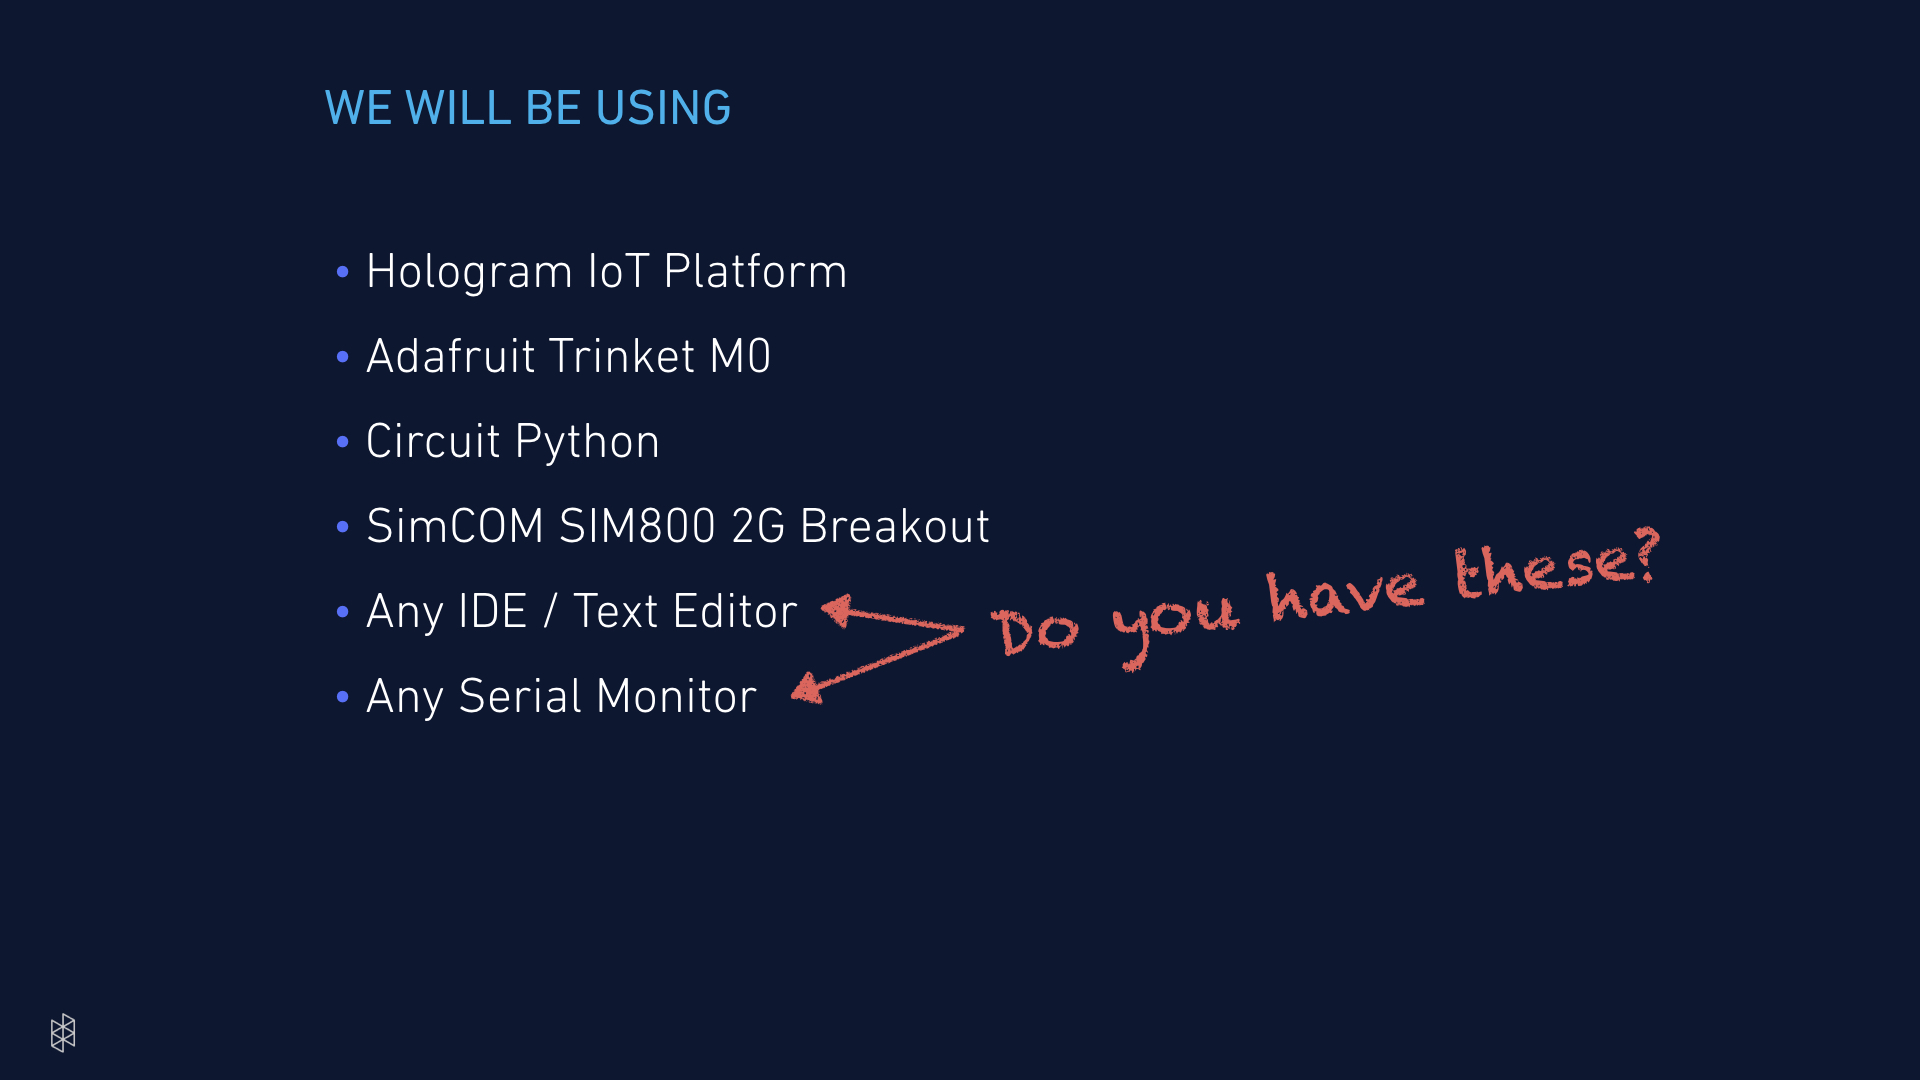 WE WILL BE USING
• Hologram IoT Platform
• Adafruit Trinket M0
• Circuit Python
• SimCOM SIM800 2G Breakout
• Any IDE / Text Editor
• Any Serial Monitor
Do you have these?